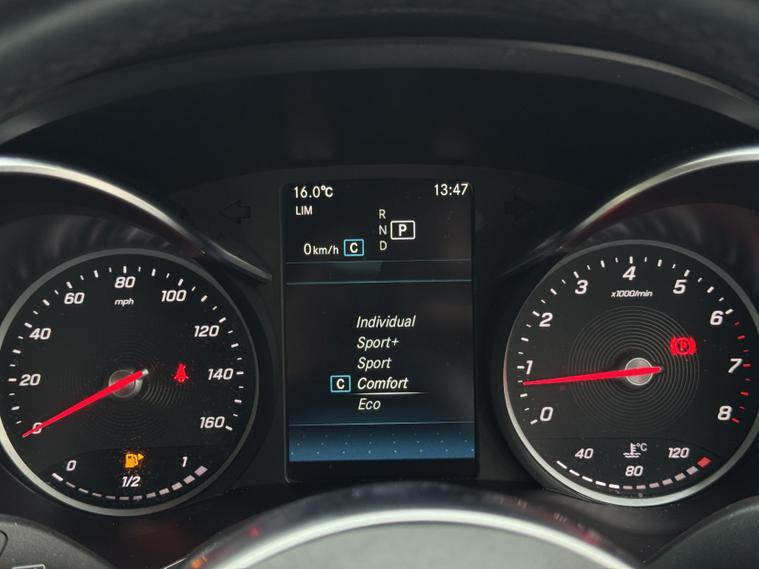 16.0°C 13:47
LIM
R
N P
D
0 km/h C
Individual
Sport+
Sport
C Comfort
Eco
0
20
40
60
80
100
120
140
160
mph
0
1/2
1
0
1
2
3
4
5
6
7
8
x1000/min
P
40
80
120
°C